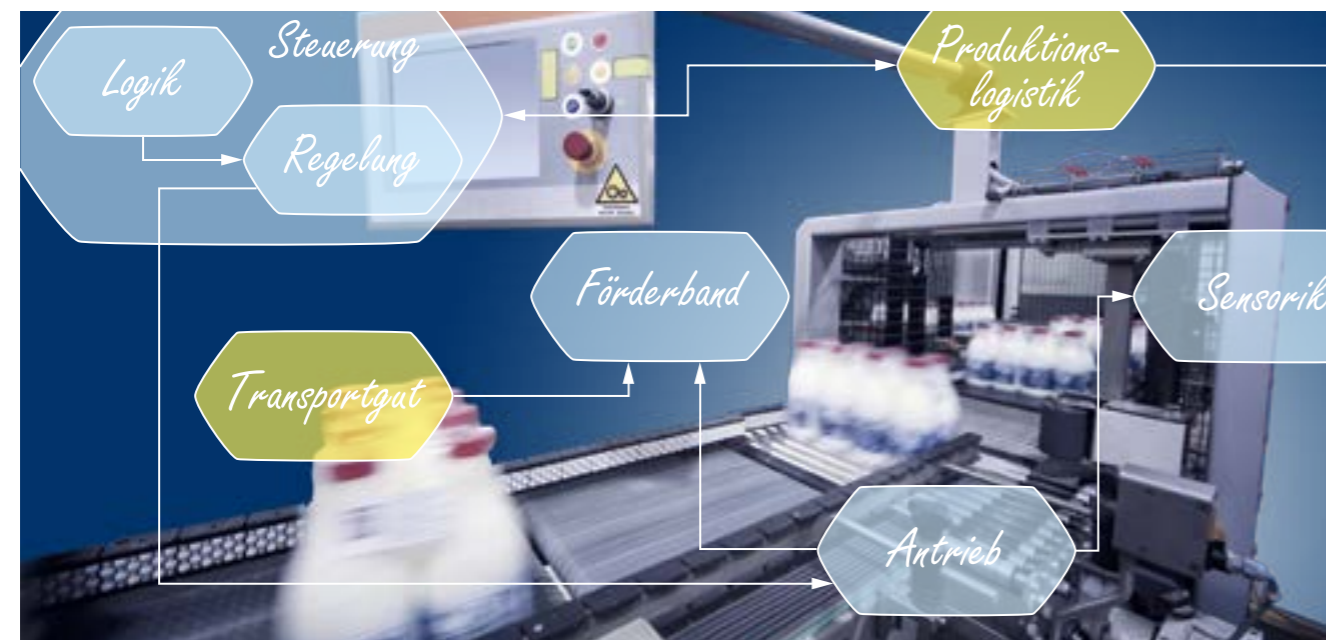 Steuerung
Logik
Regelung
Produktions-
logistik
Förderband
Sensorik
Transportgut
Antrieb